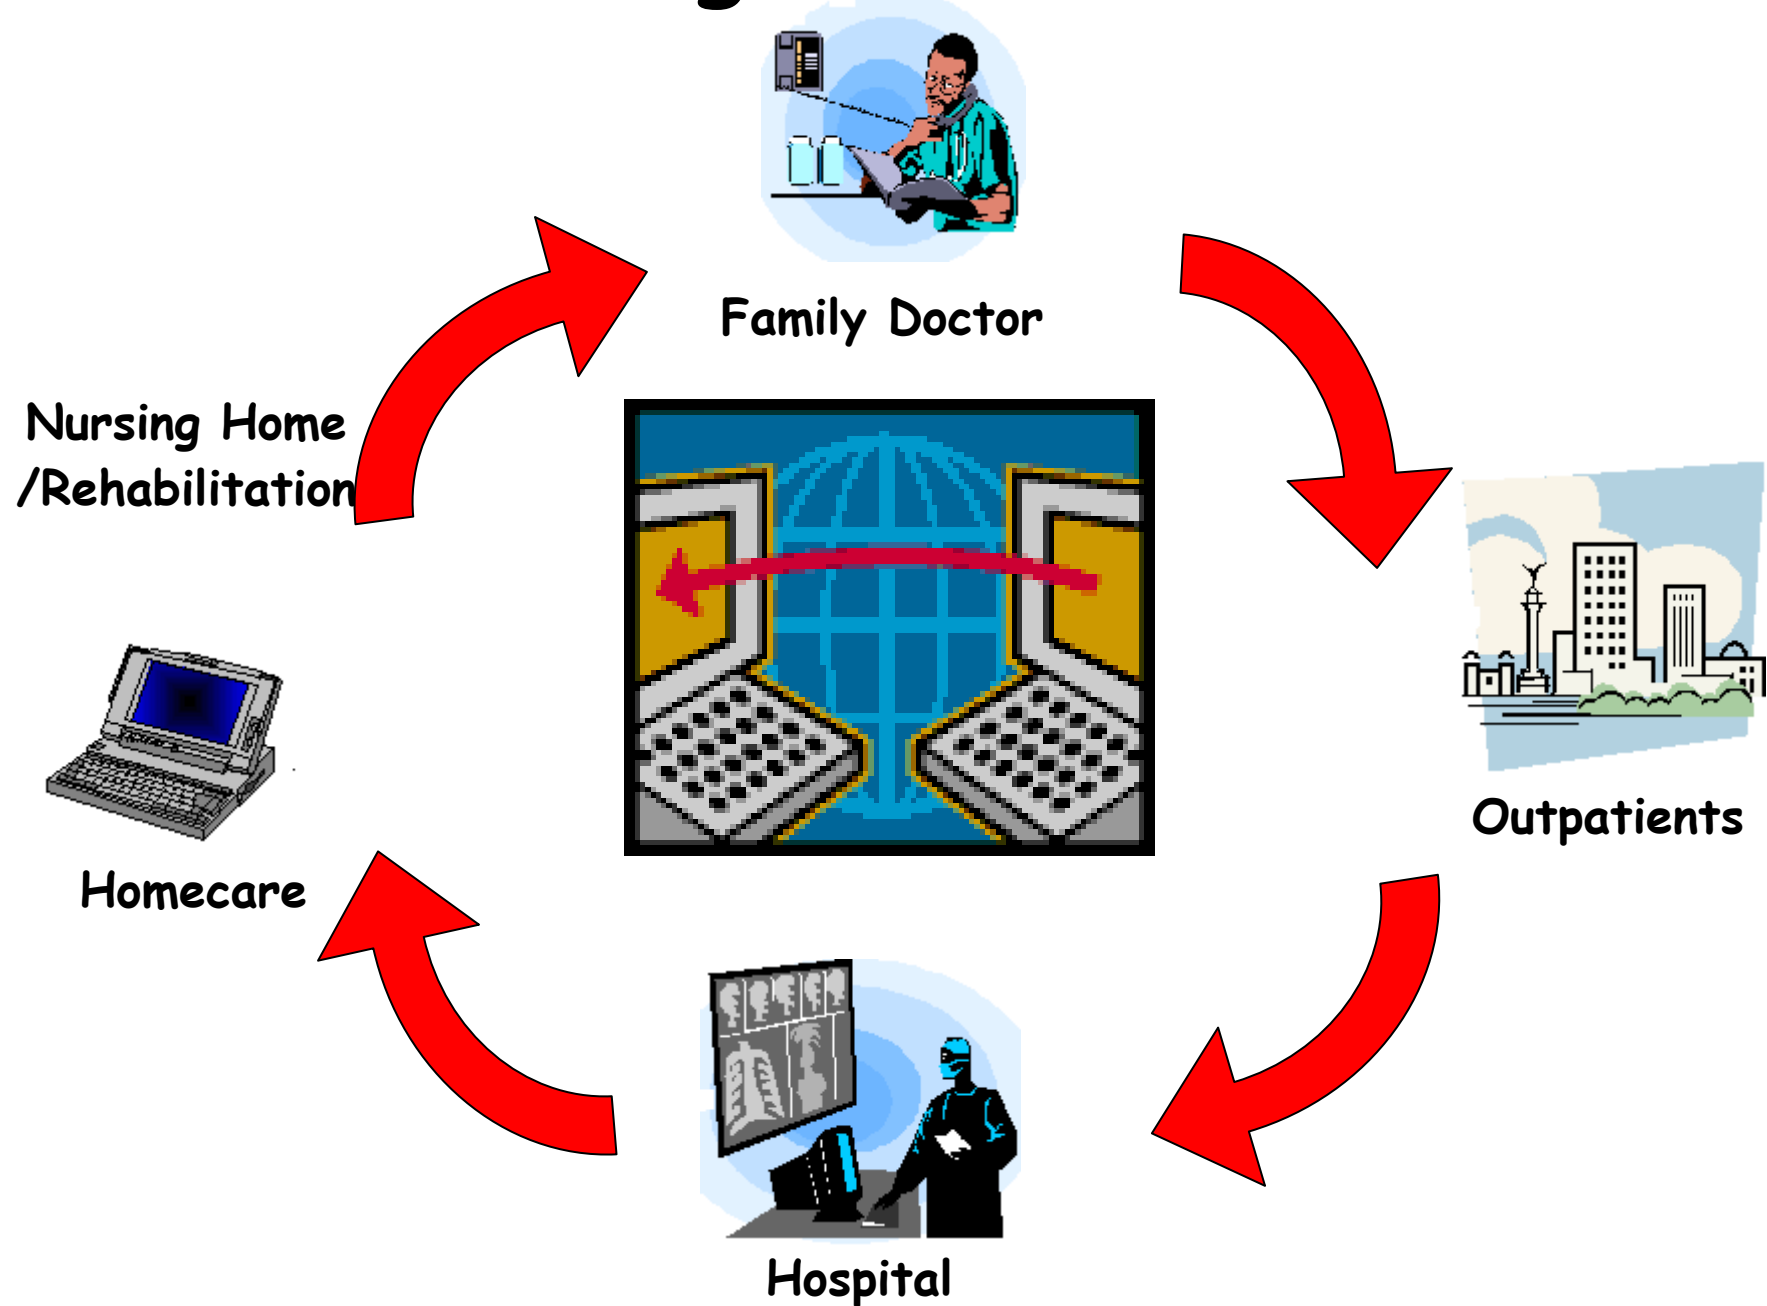 Family Doctor
Nursing Home
/Rehabilitation
Outpatients
Homecare
Hospital